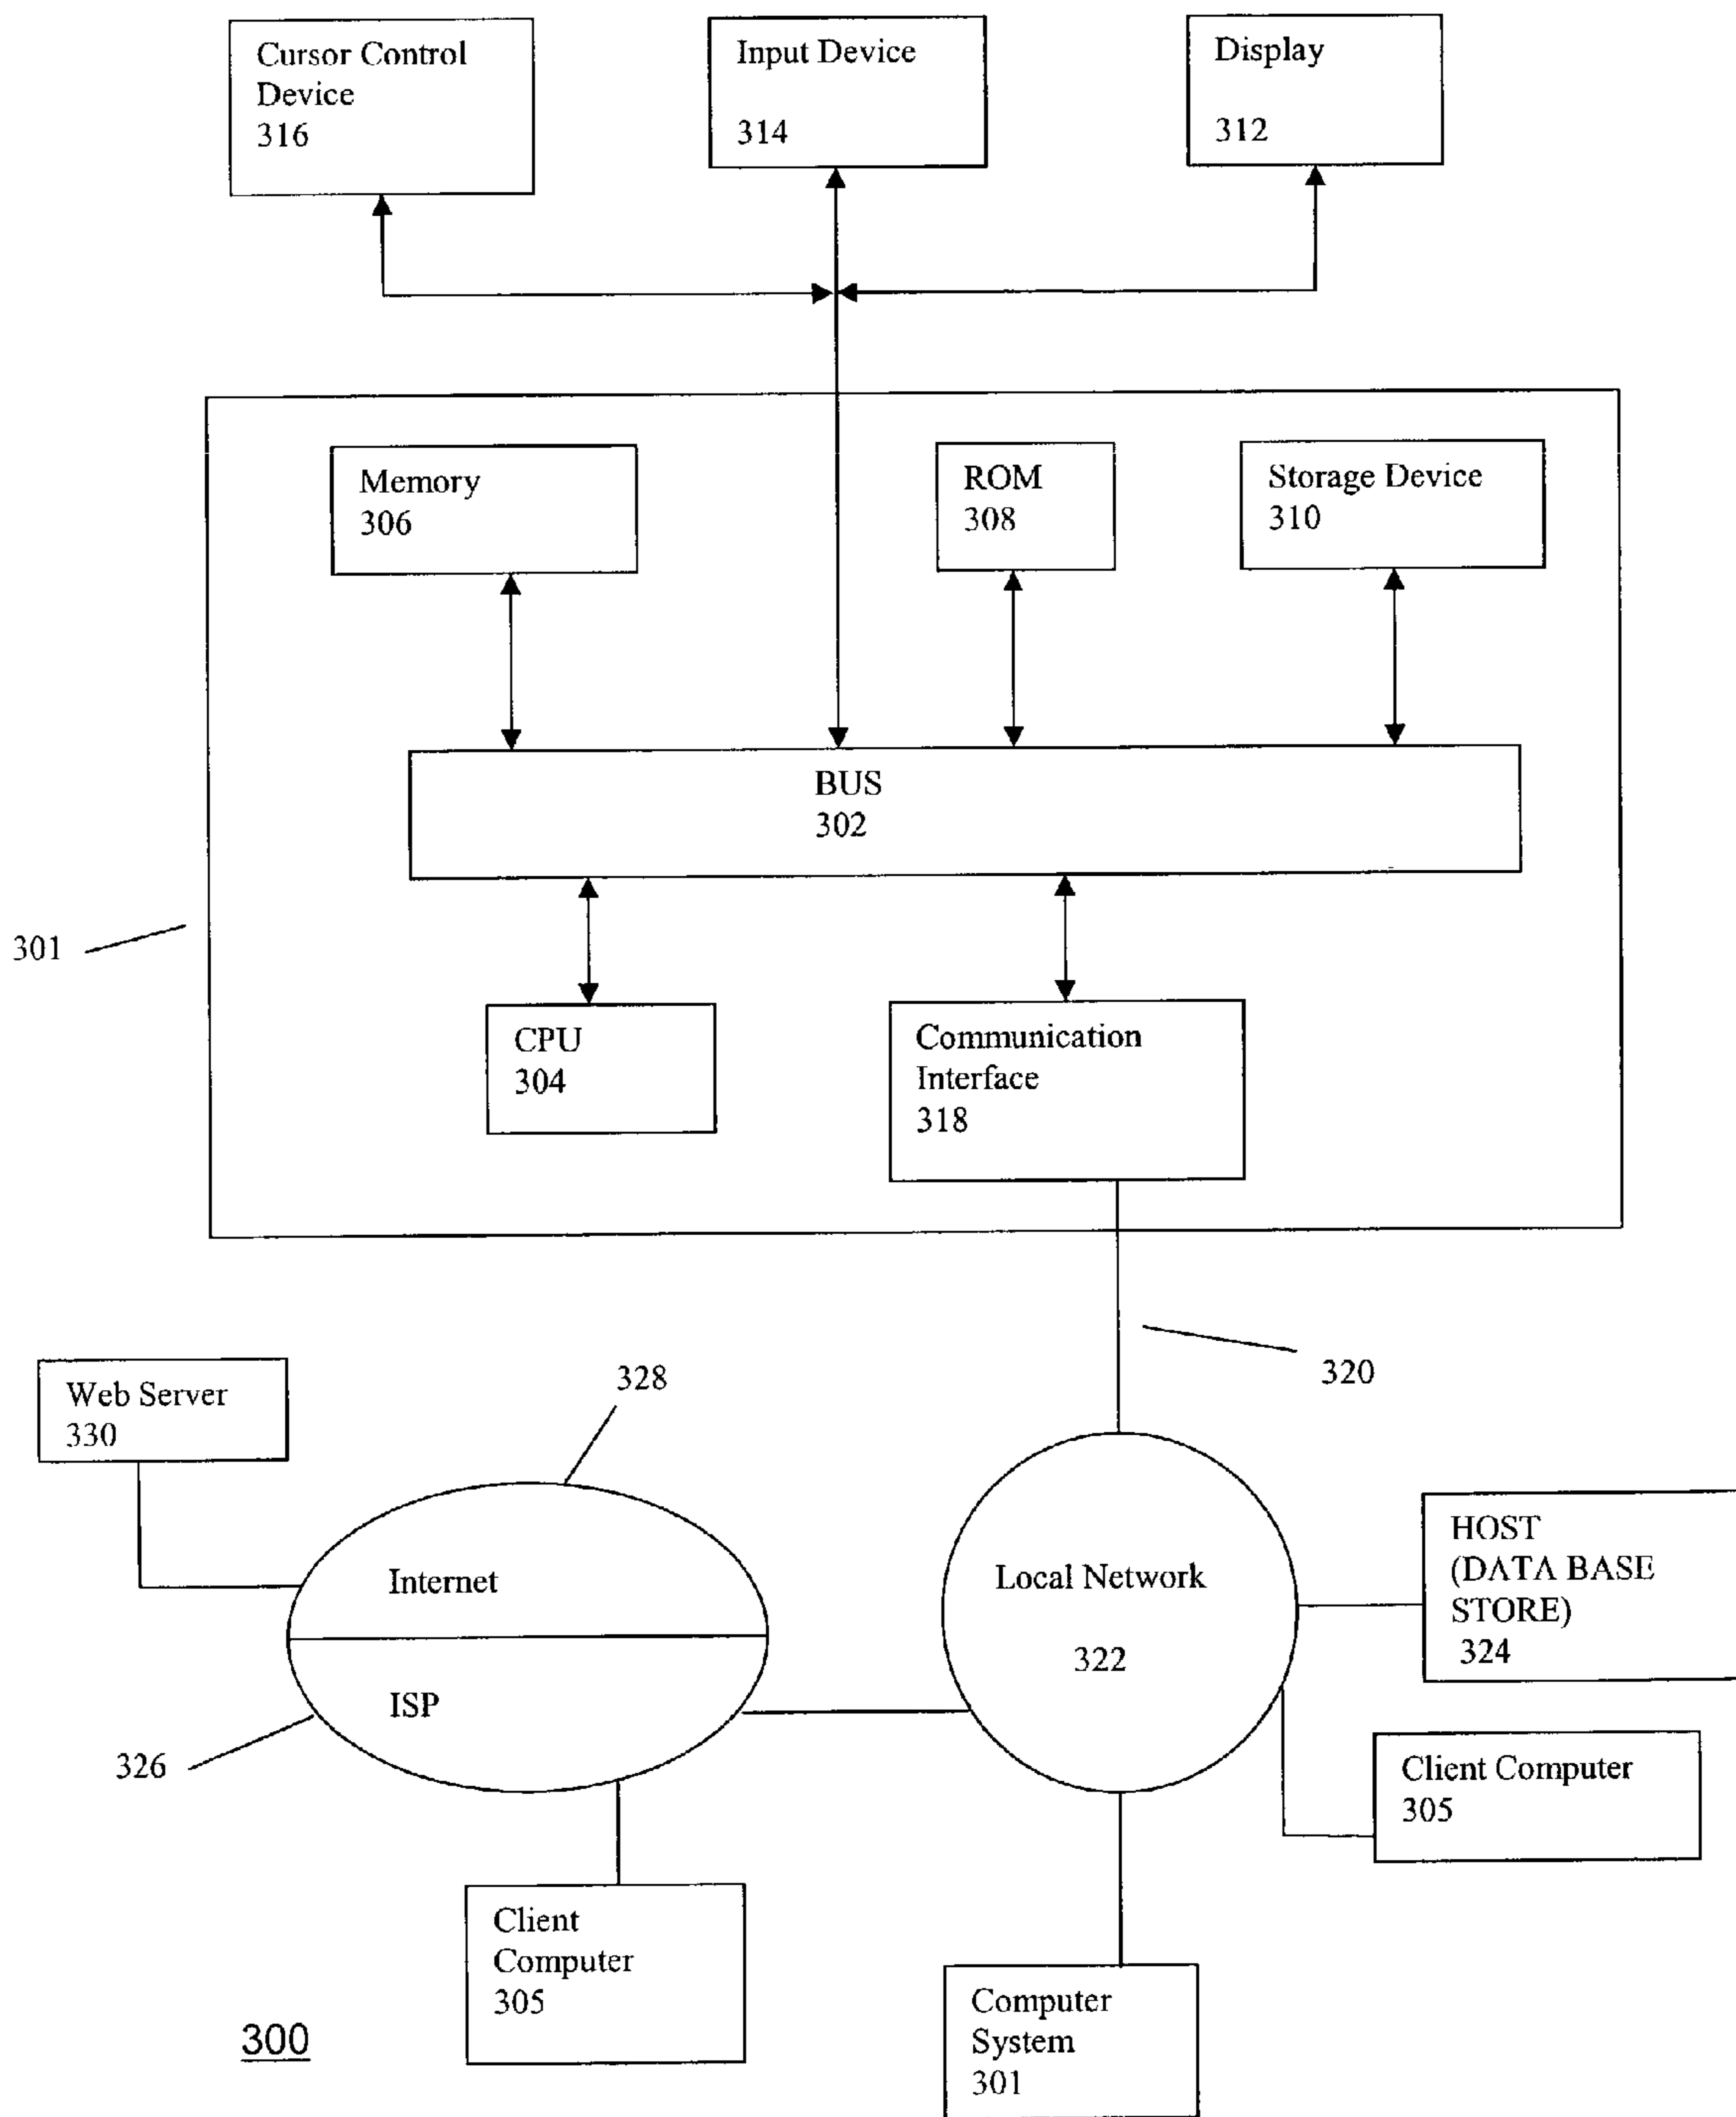 Cursor Control
Device
316
Input Device
314
Display
312
Memory
306
ROM
308
Storage Device
310
BUS
302
301
CPU
304
Communication
Interface
318
320
Web Server
330
328
Internet
ISP
326
Local Network
322
HOST
(DATA BASE
STORE)
324
Client Computer
305
Client
Computer
305
Computer
System
301
300